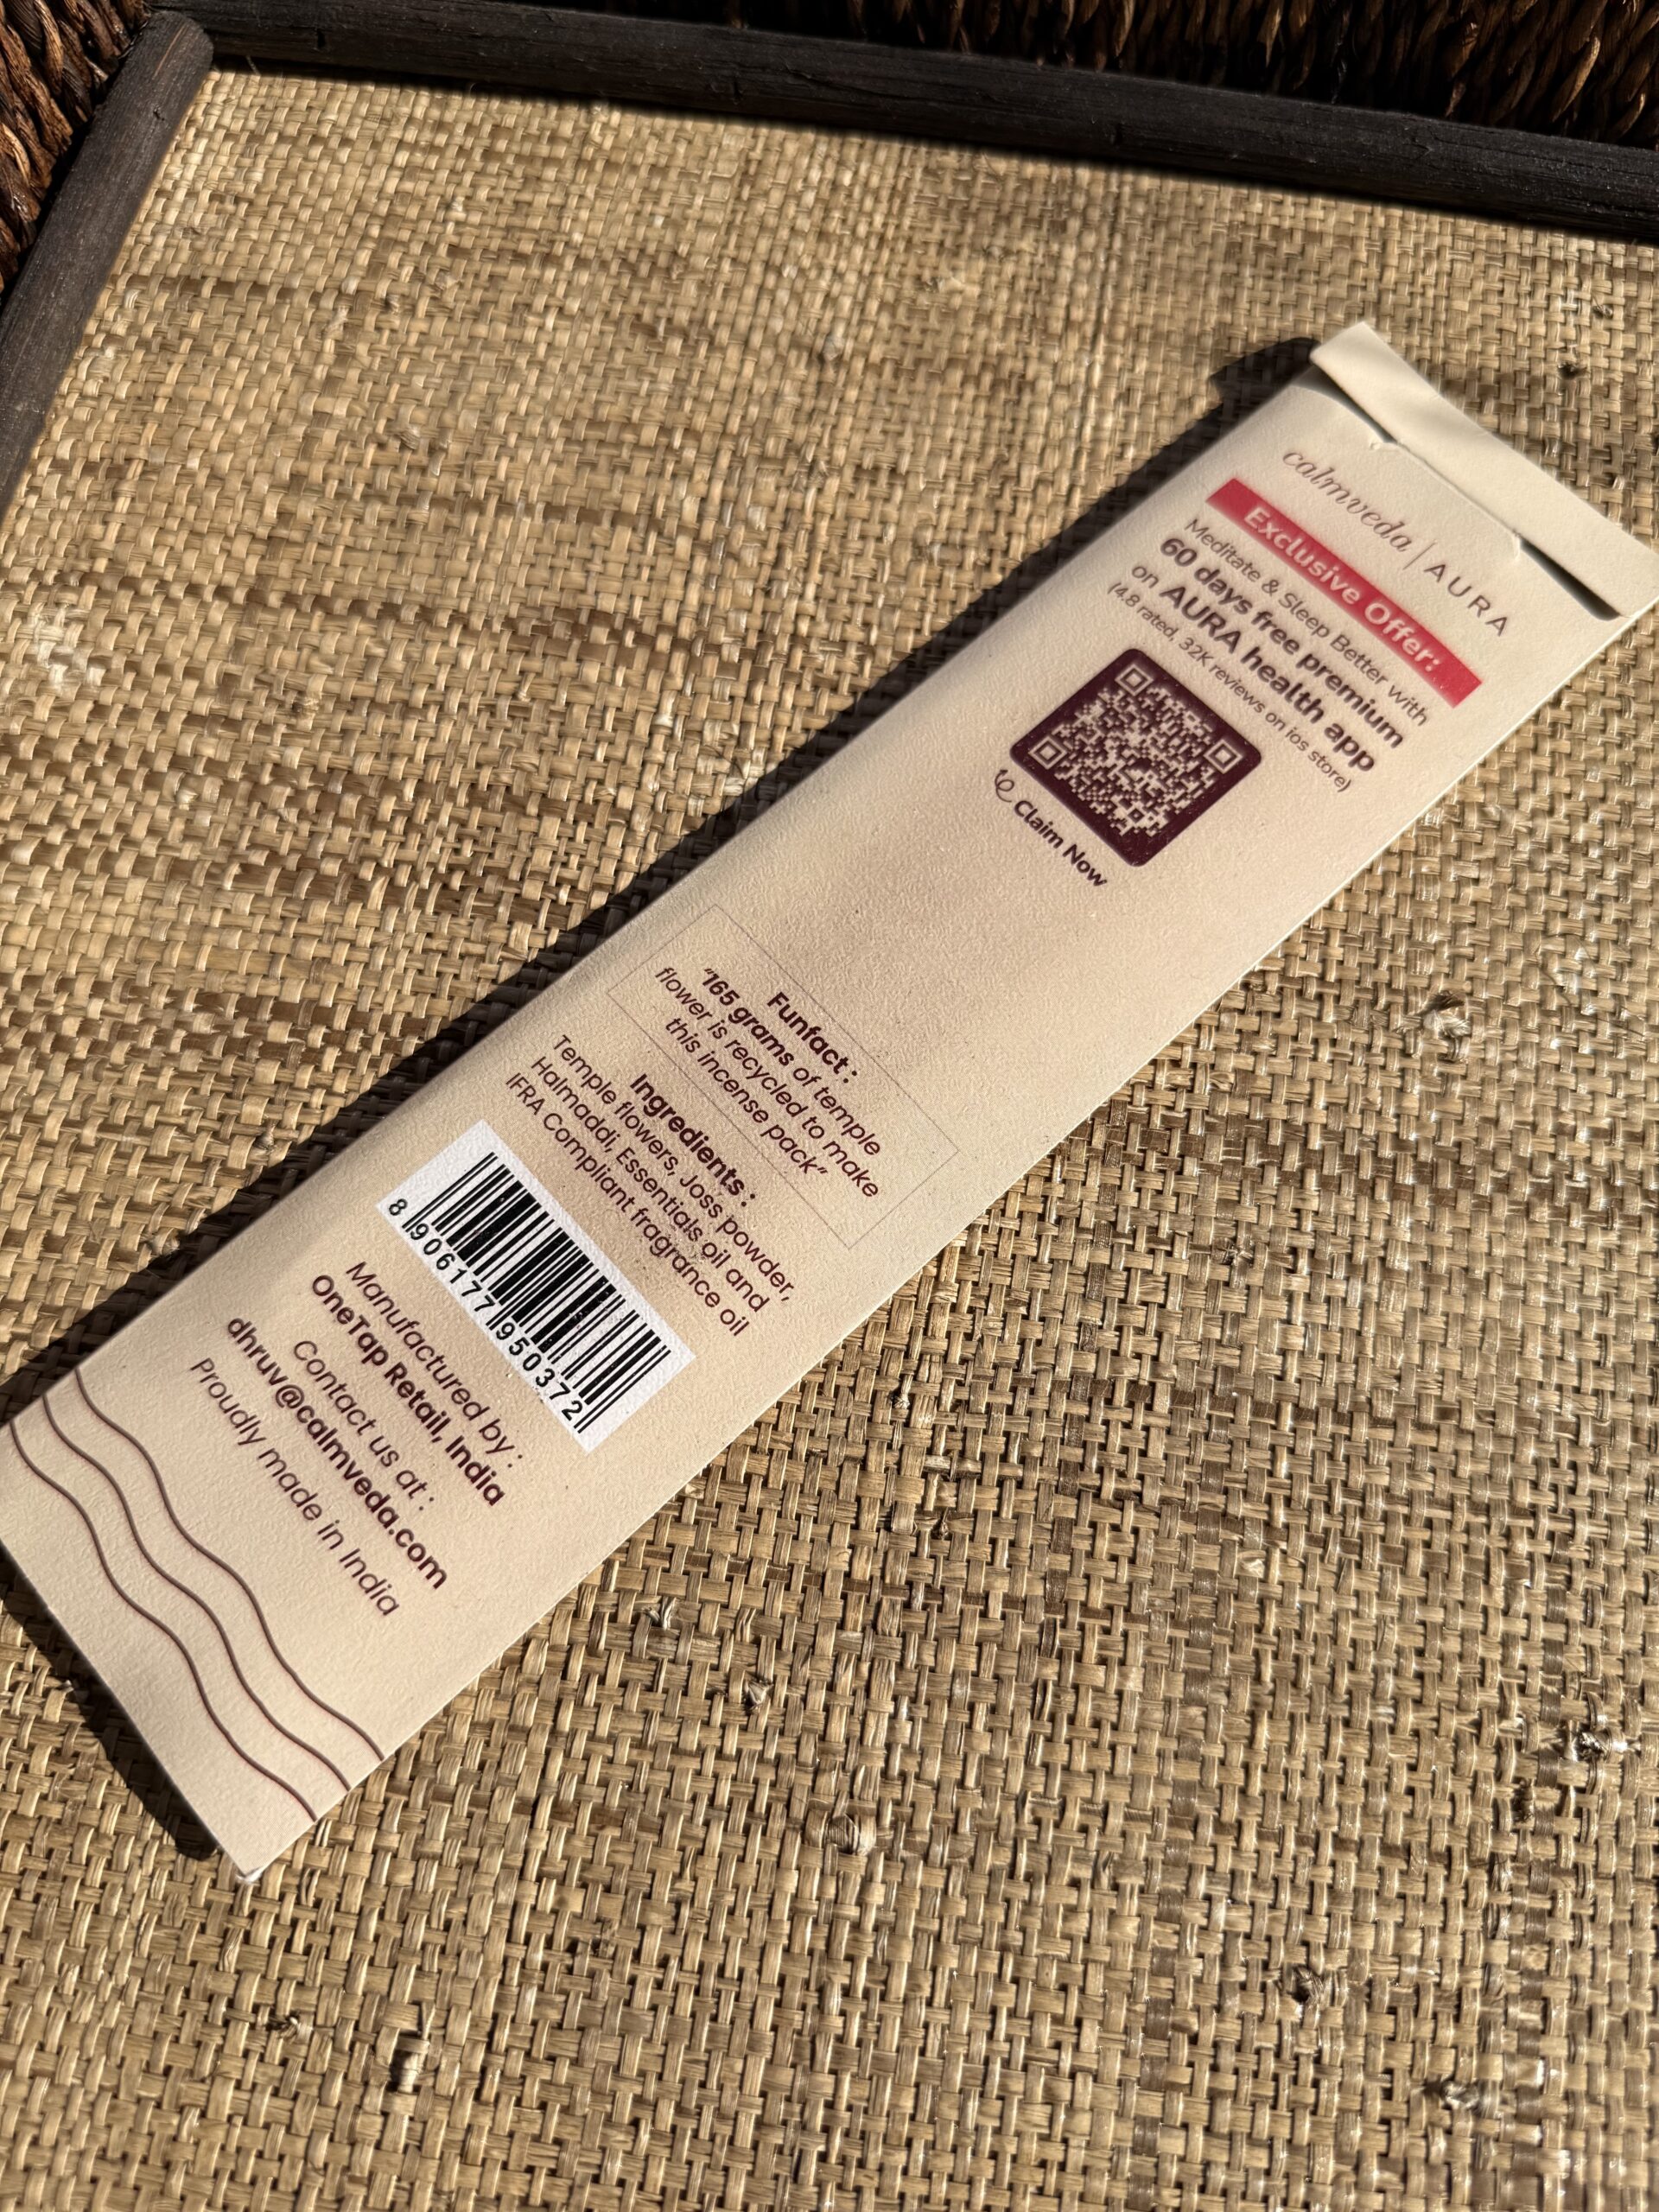 calmveda | AURA
Exclusive Offer:
Meditate & Sleep Better with
60 days free premium
on AURA health app
(4.8 rated, 32K reviews on ios store)
Claim Now
Funfact :
"165 grams of temple
flower is recycled to make
this incense pack"
Ingredients :
Temple flowers, Joss powder,
Halmaddi, Essentials oil and
IFRA Compliant fragrance oil
8 906177 950372
Manufactured by :
OneTap Retail, India
Contact us at :
dhruv@calmveda.com
Proudly made in India